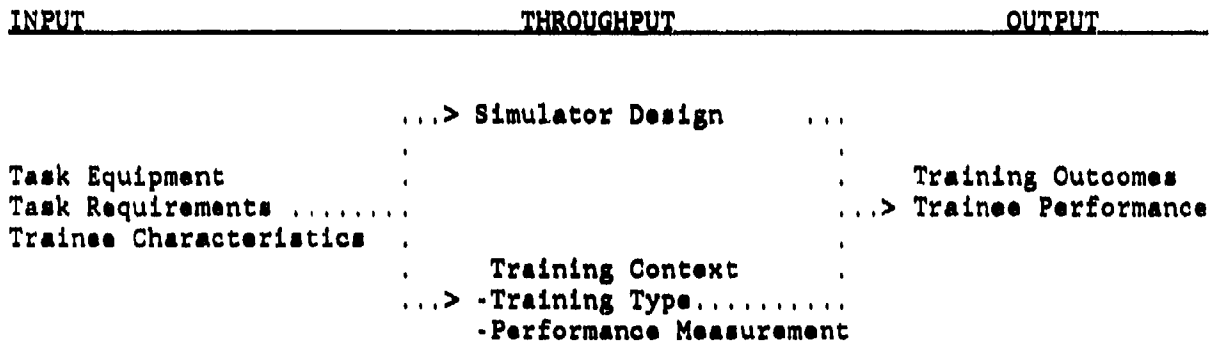 INPUT THROUGHPUT OUTPUT
...> Simulator Design ...
Task Equipment Training Outcomes
Task Requirements ........ ...> Trainee Performance
Trainee Characteristics
Training Context
...> -Training Type..........
-Performance Measurement